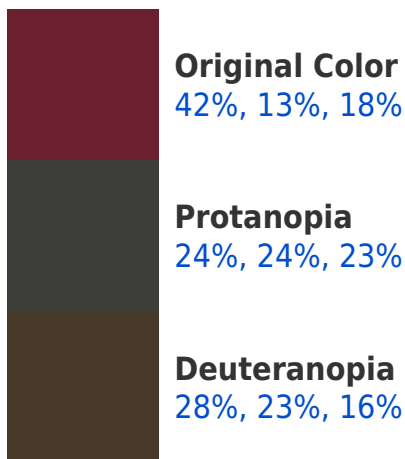 Original Color
42%, 13%, 18%
Protanopia
24%, 24%, 23%
Deuteranopia
28%, 23%, 16%